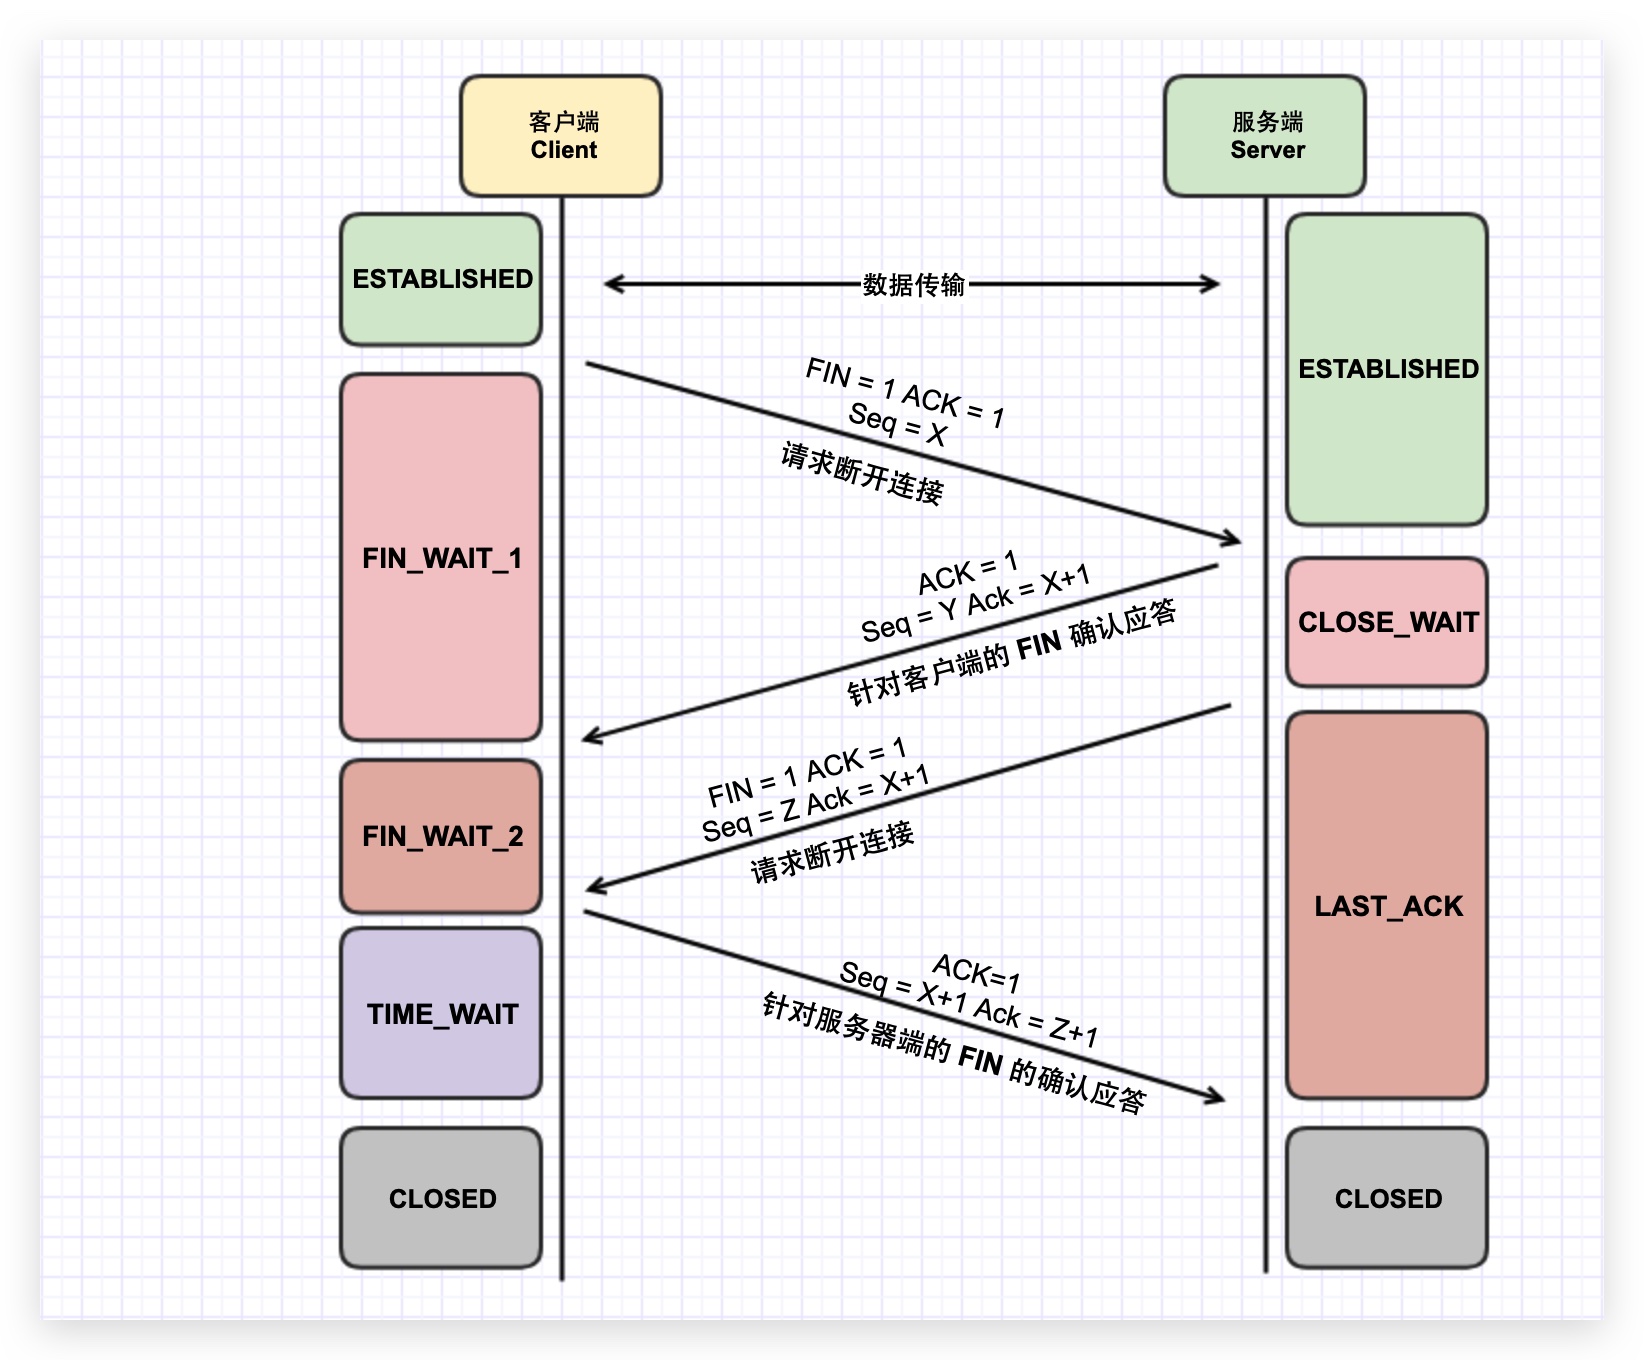 客户端
Client
服务端
Server
ESTABLISHED
数据传输
ESTABLISHED
FIN = 1 ACK = 1
Seq = X
请求断开连接
FIN_WAIT_1
ACK = 1
Seq = Y Ack = X+1
针对客户端的 FIN 确认应答
CLOSE_WAIT
FIN = 1 ACK = 1
Seq = Z Ack = X+1
请求断开连接
FIN_WAIT_2
LAST_ACK
ACK=1
Seq = X+1 Ack = Z+1
针对服务器端的 FIN 的确认应答
TIME_WAIT
CLOSED
CLOSED